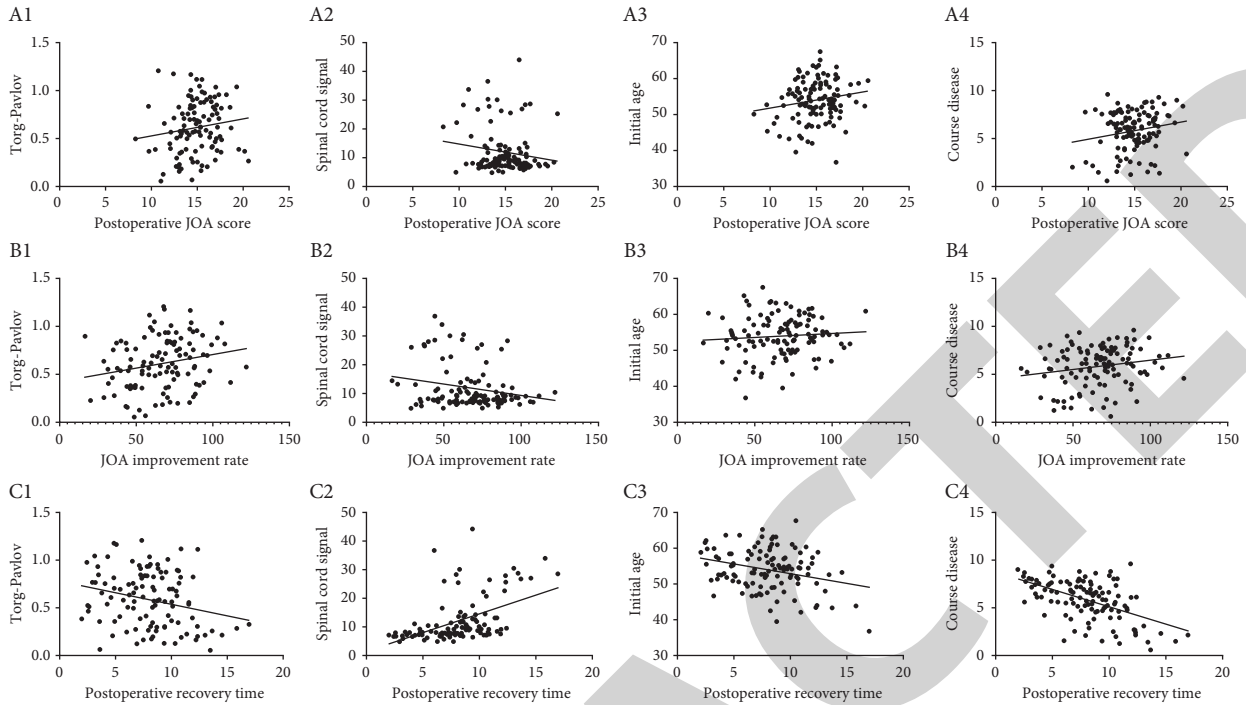 A1
Torg-Pavlov
1.5
1.0
0.5
0.0
0 5 10 15 20 25
Postoperative JOA score
A2
Spinal cord signal
50
40
30
20
10
0
0 5 10 15 20 25
Postoperative JOA score
A3
Initial age
70
60
50
40
30
0 5 10 15 20 25
Postoperative JOA score
A4
Course disease
15
10
5
0
0 5 10 15 20 25
Postoperative JOA score
B1
Torg-Pavlov
1.5
1.0
0.5
0.0
0 50 100 150
JOA improvement rate
B2
Spinal cord signal
50
40
30
20
10
0
0 50 100 150
JOA improvement rate
B3
Initial age
70
60
50
40
30
0 50 100 150
JOA improvement rate
B4
Course disease
15
10
5
0
0 50 100 150
JOA improvement rate
C1
Torg-Pavlov
1.5
1.0
0.5
0.0
0 5 10 15 20
Postoperative recovery time
C2
Spinal cord signal
50
40
30
20
10
0
0 5 10 15 20
Postoperative recovery time
C3
Initial age
70
60
50
40
30
0 5 10 15 20
Postoperative recovery time
C4
Course disease
15
10
5
0
0 5 10 15 20
Postoperative recovery time